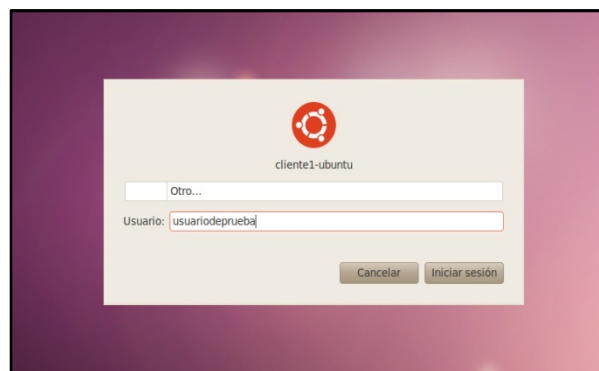 cliente1-ubuntu
Otro...
Usuario: usuariodeprueba
Cancelar Iniciar sesión